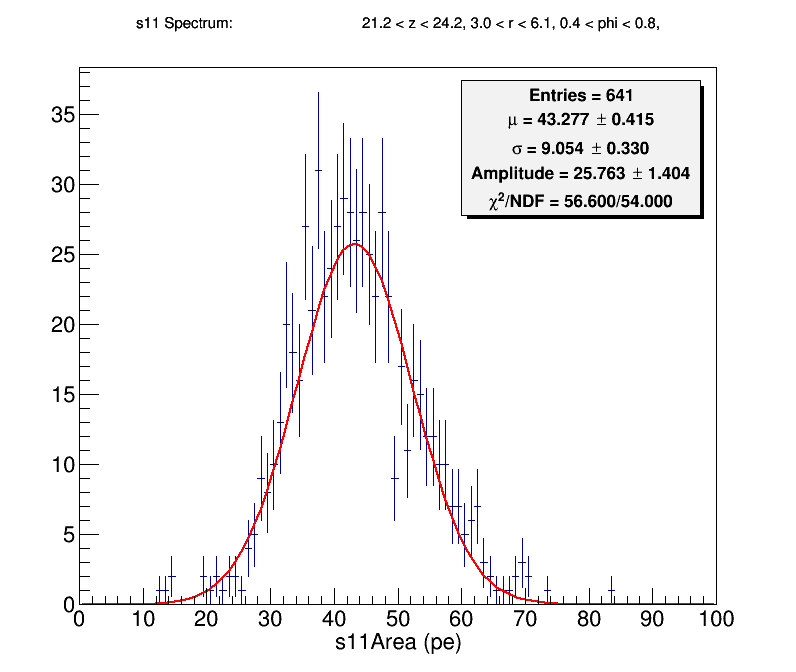 s11 Spectrum: 21.2 < z < 24.2, 3.0 < r < 6.1, 0.4 < phi < 0.8,
Entries = 641
μ = 43.277 ± 0.415
σ = 9.054 ± 0.330
Amplitude = 25.763 ± 1.404
χ²/NDF = 56.600/54.000
35
30
25
20
15
10
5
0
0 10 20 30 40 50 60 70 80 90 100
s11Area (pe)